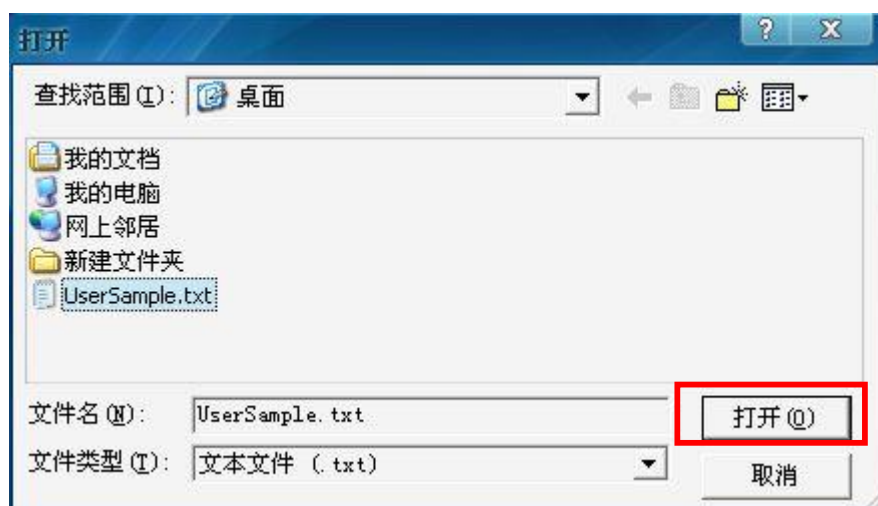 打开
查找范围(I): 桌面
我的文档
我的电脑
网上邻居
新建文件夹
UserSample.txt
文件名(N): UserSample.txt 打开(O)
文件类型(T): 文本文件 (.txt) 取消